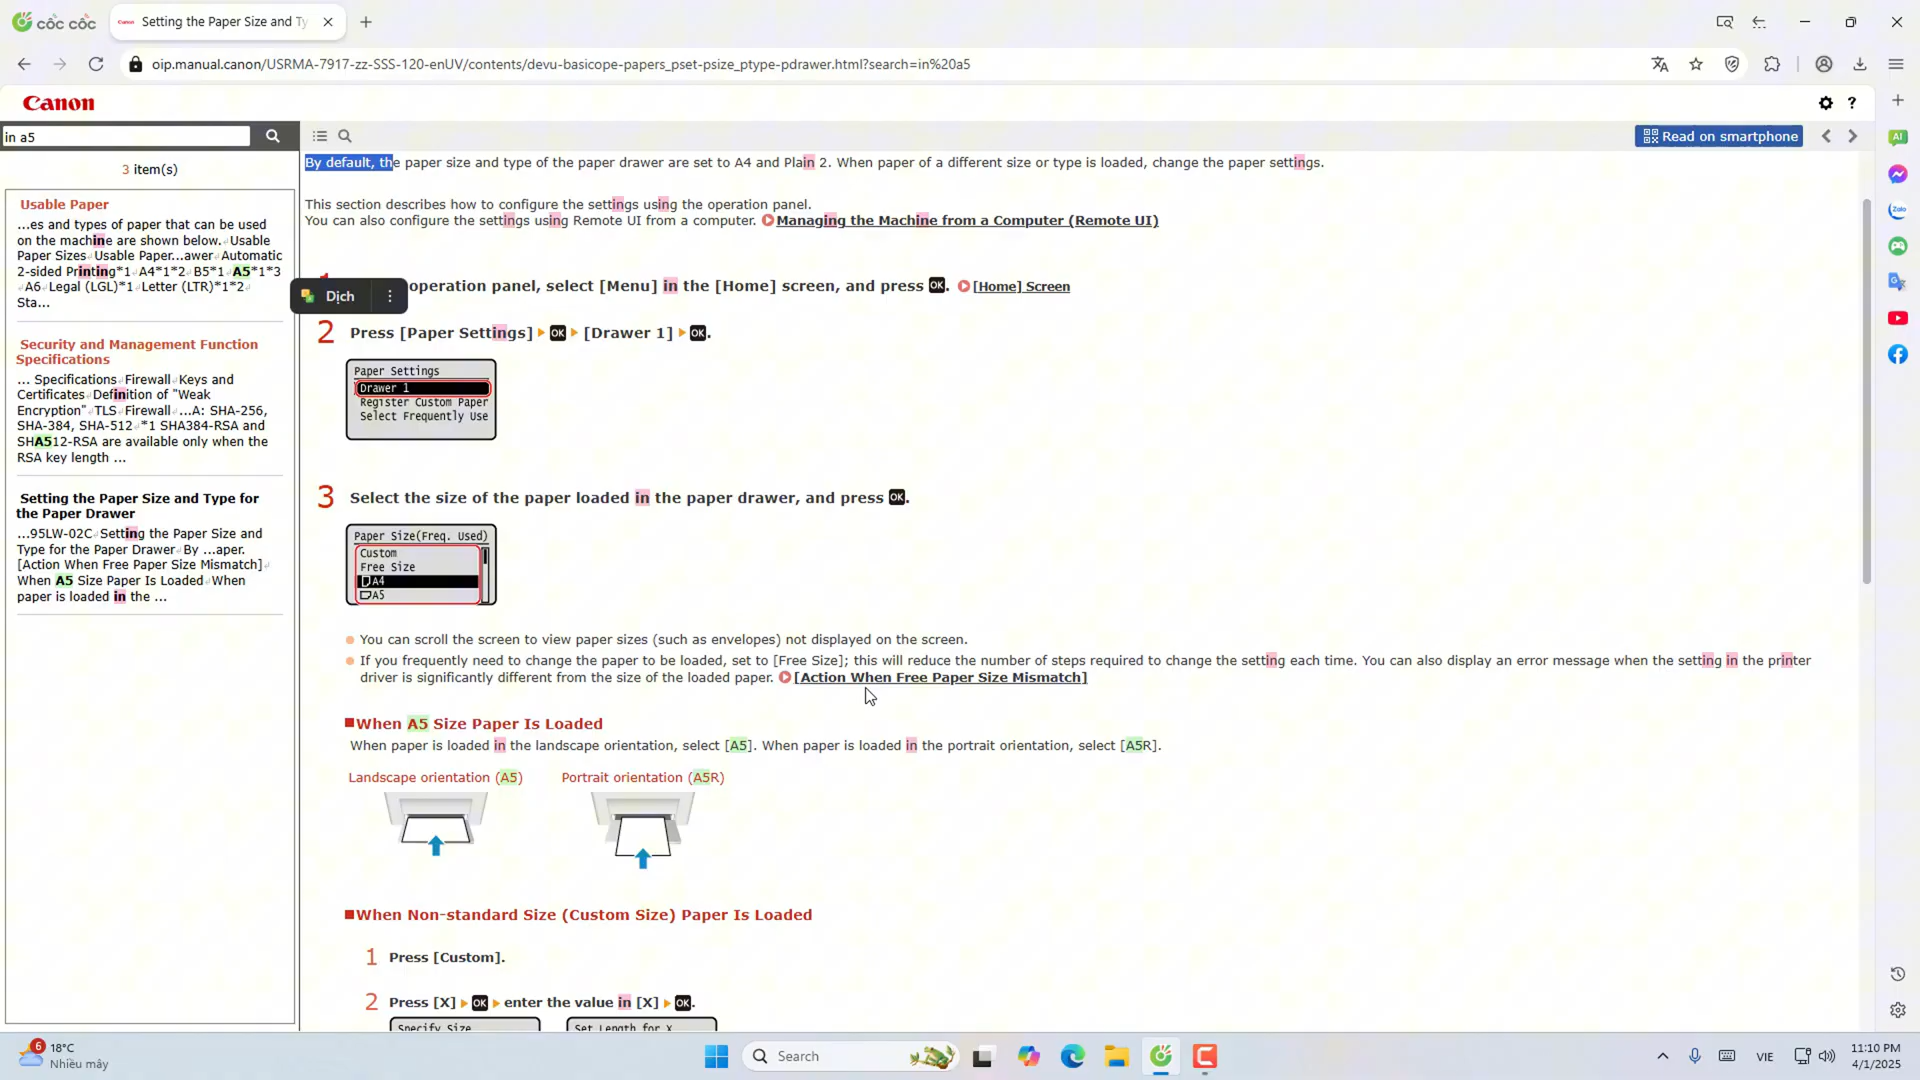 cốc cốc
Canon Setting the Paper Size and Ty
oip.manual.canon/USRMA-7917-zz-SSS-120-enUV/contents/devu-basicope-papers_pset-psize_ptype-pdrawer.html?search=in%20a5
Canon
in a5
Read on smartphone
3 item(s)
Usable Paper
...es and types of paper that can be used
on the machine are shown below. Usable
Paper Sizes Usable Paper...awer Automatic
2-sided Printing*1 A4*1*2 B5*1 A5*1*3
A6 Legal (LGL)*1 Letter (LTR)*1*2
Sta...
Security and Management Function
Specifications
... Specifications Firewall Keys and
Certificates Definition of "Weak
Encryption" TLS Firewall ...A: SHA-256,
SHA-384, SHA-512 *1 SHA384-RSA and
SHA512-RSA are available only when the
RSA key length ...
Setting the Paper Size and Type for
the Paper Drawer
...95LW-02C Setting the Paper Size and
Type for the Paper Drawer By ...aper.
[Action When Free Paper Size Mismatch]
When A5 Size Paper Is Loaded When
paper is loaded in the ...
By default, the paper size and type of the paper drawer are set to A4 and Plain 2. When paper of a different size or type is loaded, change the paper settings.
This section describes how to configure the settings using the operation panel.
You can also configure the settings using Remote UI from a computer. Managing the Machine from a Computer (Remote UI)
Dịch
operation panel, select [Menu] in the [Home] screen, and press OK. [Home] Screen
2 Press [Paper Settings] OK [Drawer 1] OK.
Paper Settings
Drawer 1
Register Custom Paper
Select Frequently Use
3 Select the size of the paper loaded in the paper drawer, and press OK.
Paper Size(Freq. Used)
Custom
Free Size
A4
A5
You can scroll the screen to view paper sizes (such as envelopes) not displayed on the screen.
If you frequently need to change the paper to be loaded, set to [Free Size]; this will reduce the number of steps required to change the setting each time. You can also display an error message when the setting in the printer
driver is significantly different from the size of the loaded paper. [Action When Free Paper Size Mismatch]
When A5 Size Paper Is Loaded
When paper is loaded in the landscape orientation, select [A5]. When paper is loaded in the portrait orientation, select [A5R].
Landscape orientation (A5) Portrait orientation (A5R)
When Non-standard Size (Custom Size) Paper Is Loaded
1 Press [Custom].
2 Press [X] OK enter the value in [X] OK.
Specify Size Set Length for X
AI
Zalo
6
18°C
Nhiều mây
Search
VIE
11:10 PM
4/1/2025